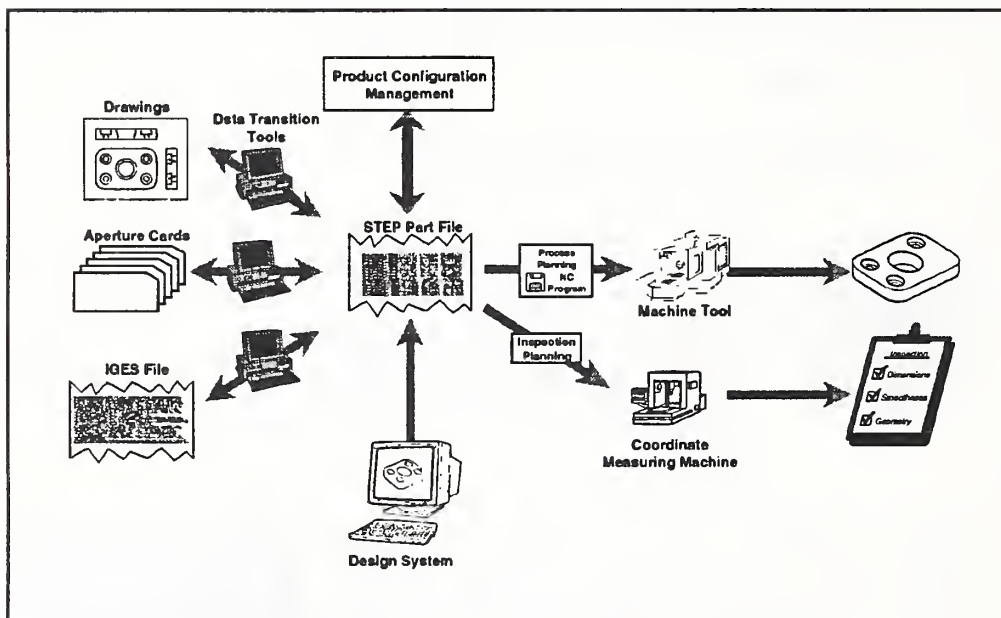 Product Configuration
Management
Drawings
Data Transition
Tools
STEP Part File
Aperture Cards
Process
Planning
NC
Program
Machine Tool
Inspection
Planning
IGES File
Inspection
Dimensions
Smoothness
Geometry
Coordinate
Measuring Machine
Design System